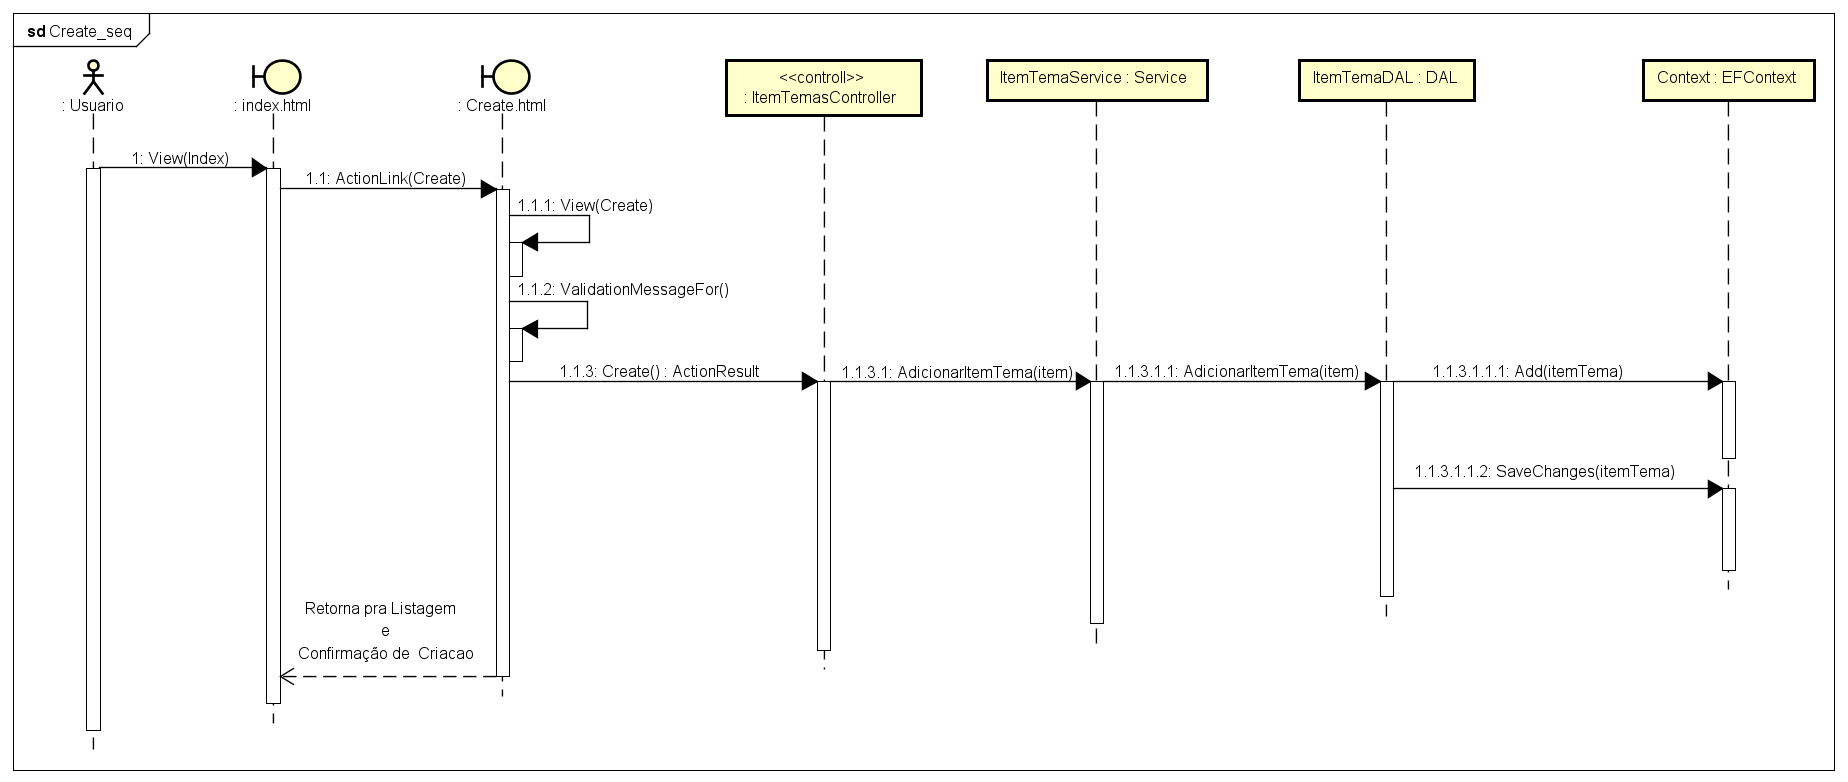 sd Create_seq
: Usuario
: index.html
: Create.html
<<controll>>
: ItemTemasController
ItemTemaService : Service
ItemTemaDAL : DAL
Context : EFContext
1: View(Index)
1.1: ActionLink(Create)
1.1.1: View(Create)
1.1.2: ValidationMessageFor()
1.1.3: Create() : ActionResult
1.1.3.1: AdicionarItemTema(item)
1.1.3.1.1: AdicionarItemTema(item)
1.1.3.1.1.1: Add(itemTema)
1.1.3.1.1.2: SaveChanges(itemTema)
Retorna pra Listagem
e
Confirmação de Criacao